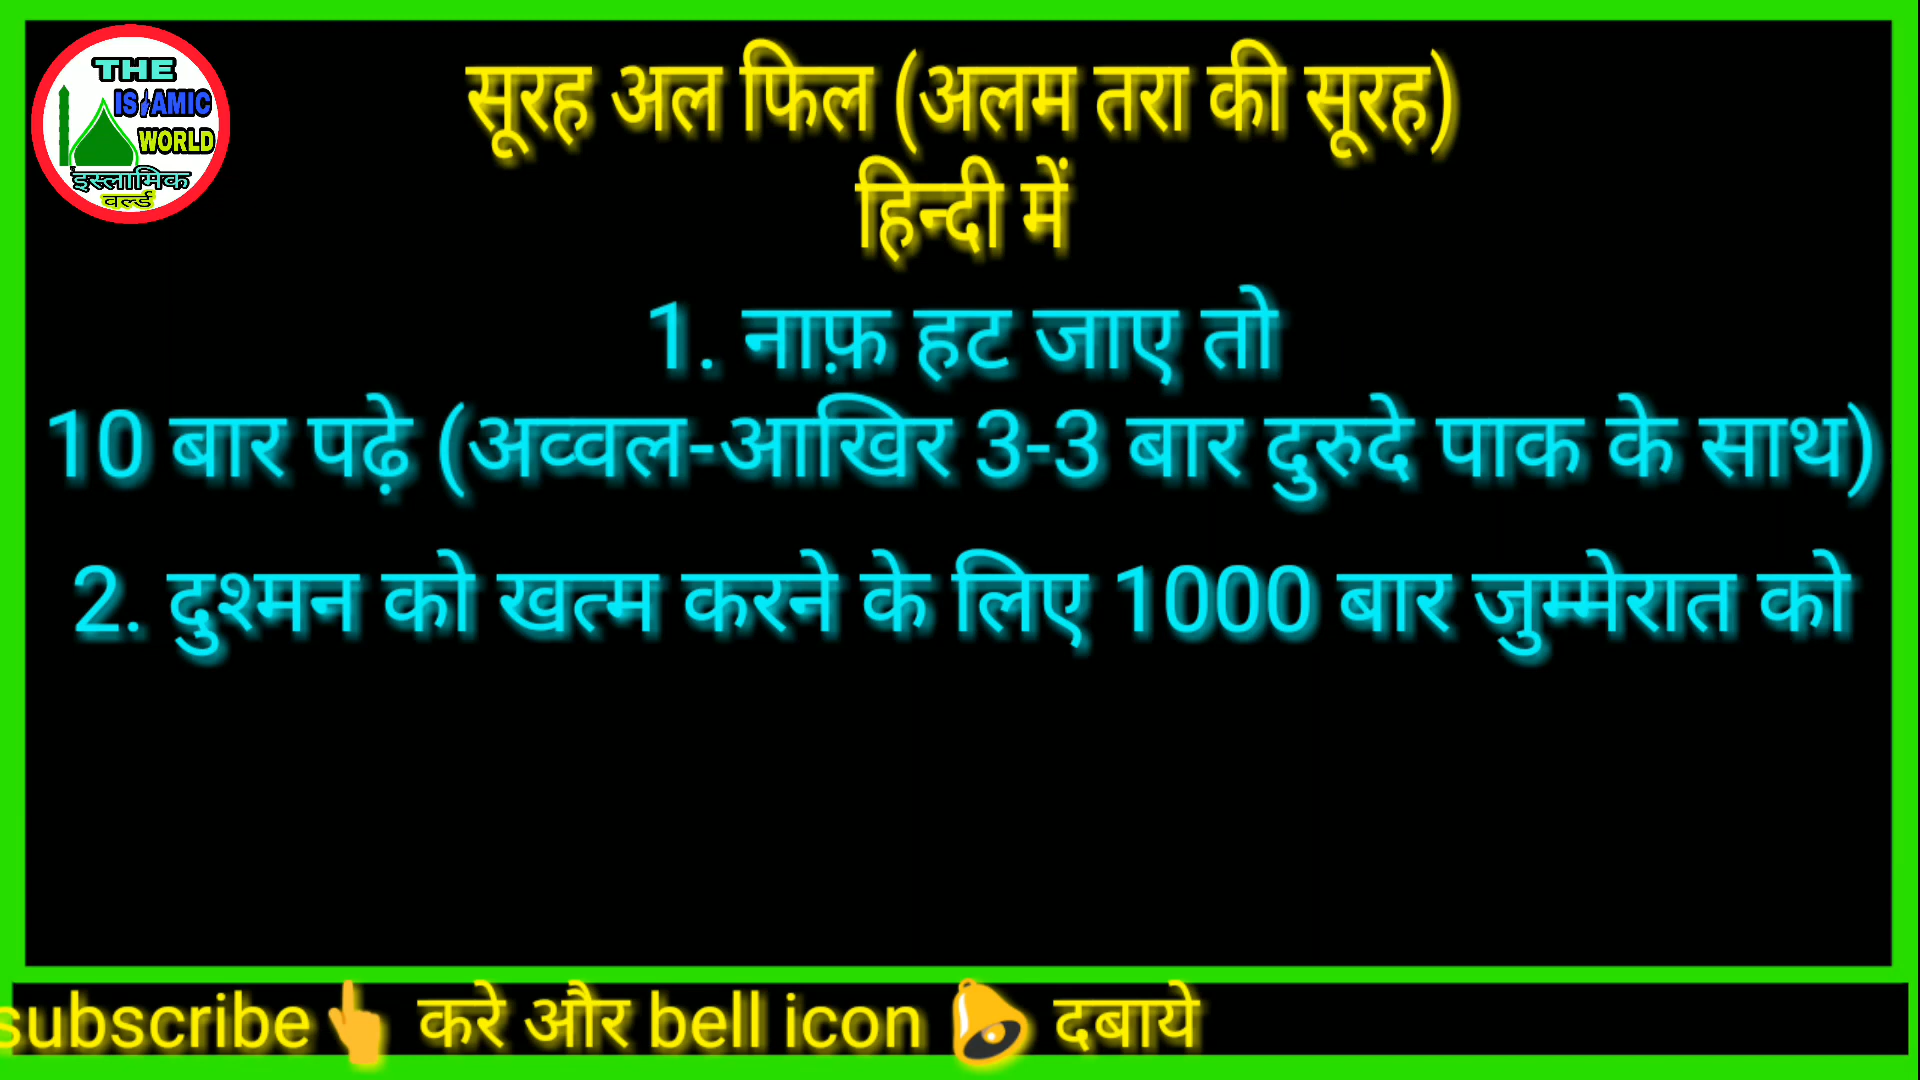 THE
ISLAMIC
WORLD
इस्लामिक
वर्ल्ड
सूरह अल फिल (अलम तरा की सूरह)
हिन्दी में
1. नाफ़ हट जाए तो
10 बार पढ़े (अव्वल-आखिर 3-3 बार दुरुदे पाक के साथ)
2. दुश्मन को खत्म करने के लिए 1000 बार जुम्मेरात को
subscribe👆 करे और bell icon 🔔 दबाये